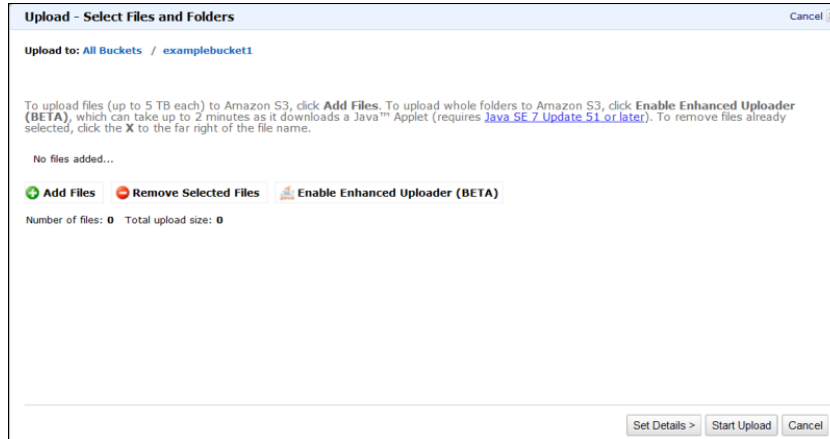 Upload - Select Files and Folders
Cancel
Upload to: All Buckets / examplebucket1
To upload files (up to 5 TB each) to Amazon S3, click Add Files. To upload whole folders to Amazon S3, click Enable Enhanced Uploader
(BETA), which can take up to 2 minutes as it downloads a Java™ Applet (requires Java SE 7 Update 51 or later). To remove files already
selected, click the X to the far right of the file name.
No files added...
Add Files Remove Selected Files Enable Enhanced Uploader (BETA)
Number of files: 0 Total upload size: 0
Set Details > Start Upload Cancel